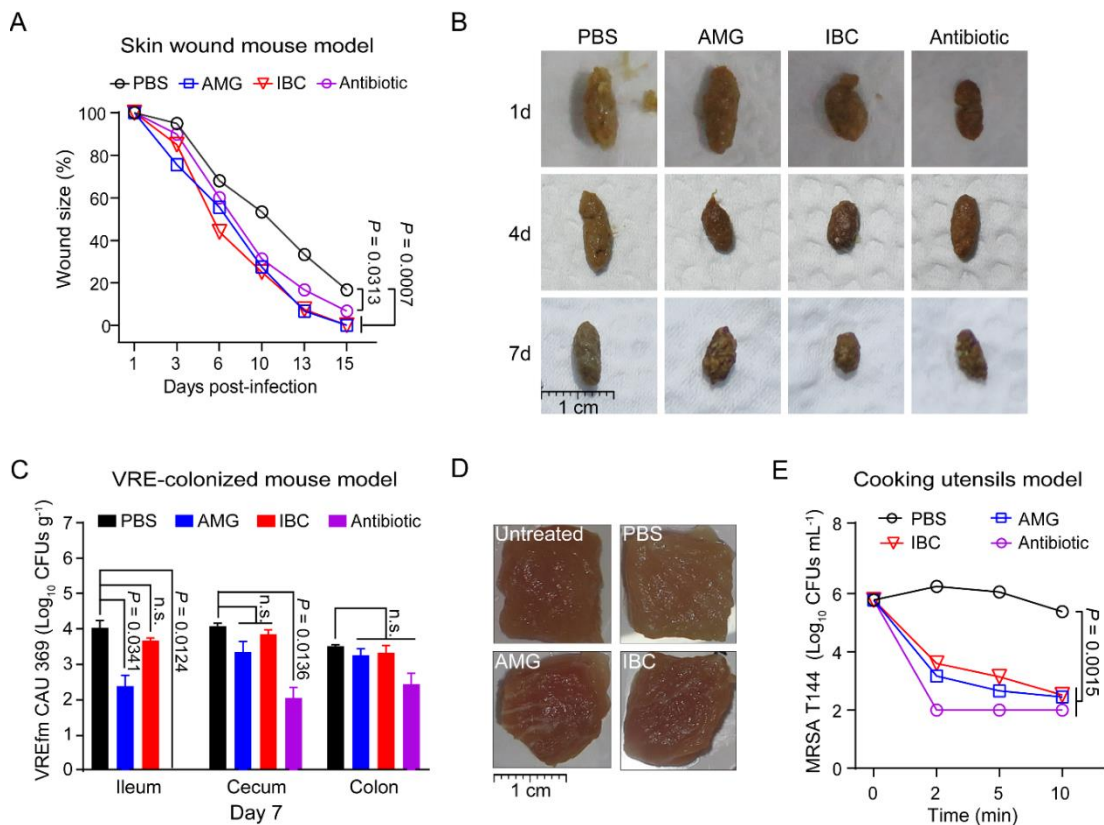 A
Skin wound mouse model
PBS AMG IBC Antibiotic
Wound size (%)
100
80
60
40
20
0
1 3 6 10 13 15
Days post-infection
P = 0.0313
P = 0.0007
B
PBS AMG IBC Antibiotic
1d
4d
7d
1 cm
C
VRE-colonized mouse model
PBS AMG IBC Antibiotic
VREfm CAU 369 (Log10 CFUs g-1)
7
6
5
4
3
2
1
0
P = 0.0341
n.s.
P = 0.0124
n.s.
P = 0.0136
n.s.
Ileum Cecum Colon
Day 7
D
Untreated PBS
AMG IBC
1 cm
E
Cooking utensils model
PBS AMG
IBC Antibiotic
MRSA T144 (Log10 CFUs mL-1)
8
6
4
2
0
0 2 5 10
Time (min)
P = 0.0015